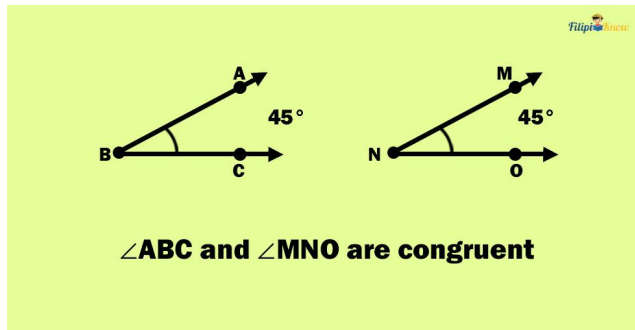 FilipiKnow
A
M
45°
45°
B
N
C
O
∠ABC and ∠MNO are congruent